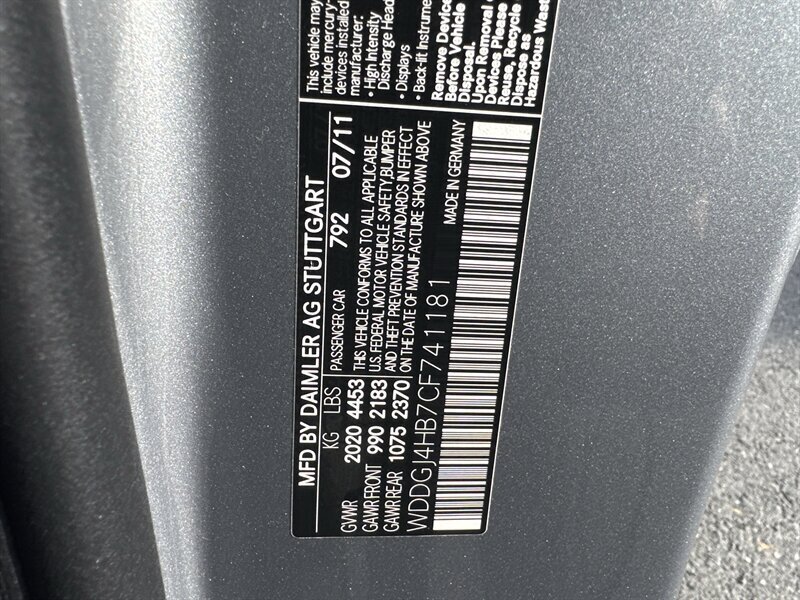 This vehicle may
include mercury-
devices installed
manufacturer:
• High Intensity
Discharge Head
• Displays
• Back-lit Instrume
Remove Device
Before Vehicle
Disposal.
Upon Removal
Devices Please
Reuse, Recycle
Dispose as
Hazardous Wast
MFD BY DAIMLER AG STUTTGART
KG LBS PASSENGER CAR 792 07/11
GVWR 2020 4453 THIS VEHICLE CONFORMS TO ALL APPLICABLE
GAWR FRONT 990 2183 U.S. FEDERAL MOTOR VEHICLE SAFETY, BUMPER
GAWR REAR 1075 2370 AND THEFT PREVENTION STANDARDS IN EFFECT
ON THE DATE OF MANUFACTURE SHOWN ABOVE
WDDGJ4HB7CF741181 MADE IN GERMANY